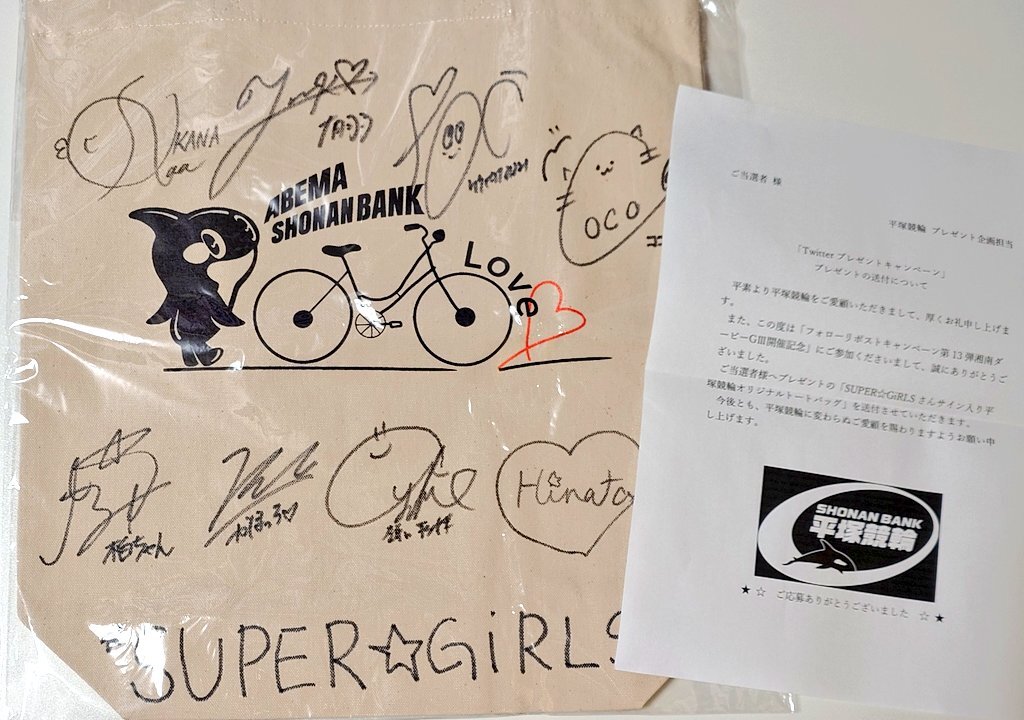 KANA
ABEMA
SHONAN BANK
LOVE
OCO
柏ちゃん
Hinata
SUPER☆GiRLS
ご当選者 様
平塚競輪 プレゼント企画担当
「Twitter プレゼントキャンペーン」
プレゼントの送付について
平素より平塚競輪をご愛顧いただきまして、厚くお礼申し上げま
す。
また、この度は「フォローリポストキャンペーン第13弾湘南ダ
ービーGⅢ開催記念」にご参加くださいまして、誠にありがとうご
ざいました。
ご当選者様へプレゼントの「SUPER☆GiRLS さんサイン入り平
塚競輪オリジナルトートバッグ」を送付させていただきます。
今後とも、平塚競輪に変わらぬご愛顧を賜りますようお願い申
し上げます。
SHONAN BANK
平塚競輪
★ ☆ ご応募ありがとうございました ☆ ★